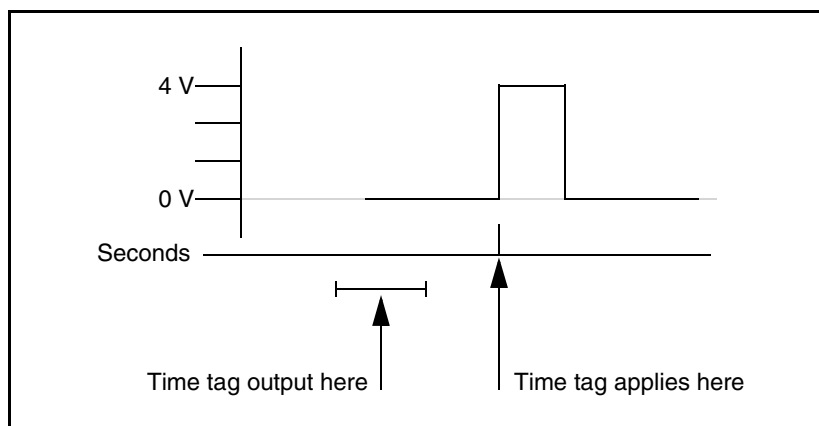 4 V
0 V
Seconds
Time tag output here
Time tag applies here